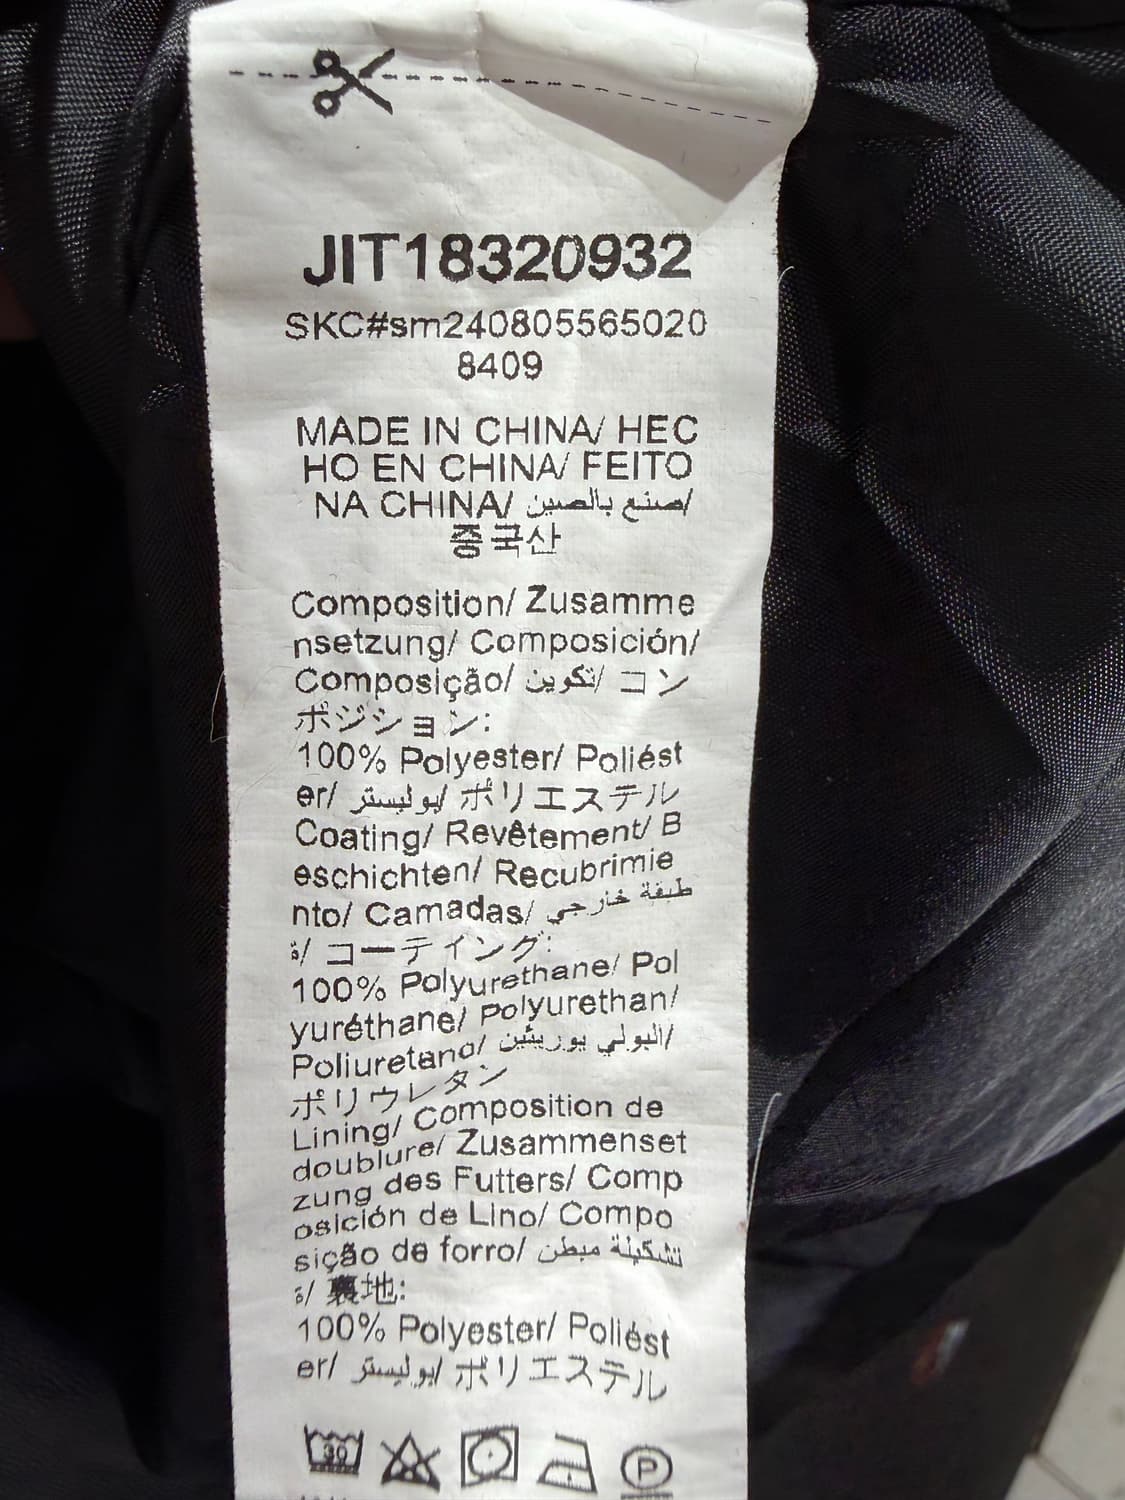 JIT18320932
SKC#sm240805565020
8409
MADE IN CHINA/ HEC
HO EN CHINA/ FEITO
NA CHINA/ صنع بالصين/
중국산
Composition/ Zusamme
nsetzung/ Composición/
Composição/ تكوين/ コン
ポジション:
100% Polyester/ Poliést
er/ بوليستر/ ポリエステル
Coating/ Revêtement/ B
eschichten/ Recubrimie
nto/ Camadas/ طبقة خارجي
ة/ コーティング:
100% Polyurethane/ Pol
yuréthane/ Polyurethan/
Poliuretano/ البولي يوريثين/
ポリウレタン
Lining/ Composition de
doublure/ Zusammenset
zung des Futters/ Comp
osición de Lino/ Compo
sição de forro/ تشكيلة مبطن
ة/ 裏地:
100% Polyester/ Poliést
er/ بوليستر/ ポリエステル
30
P